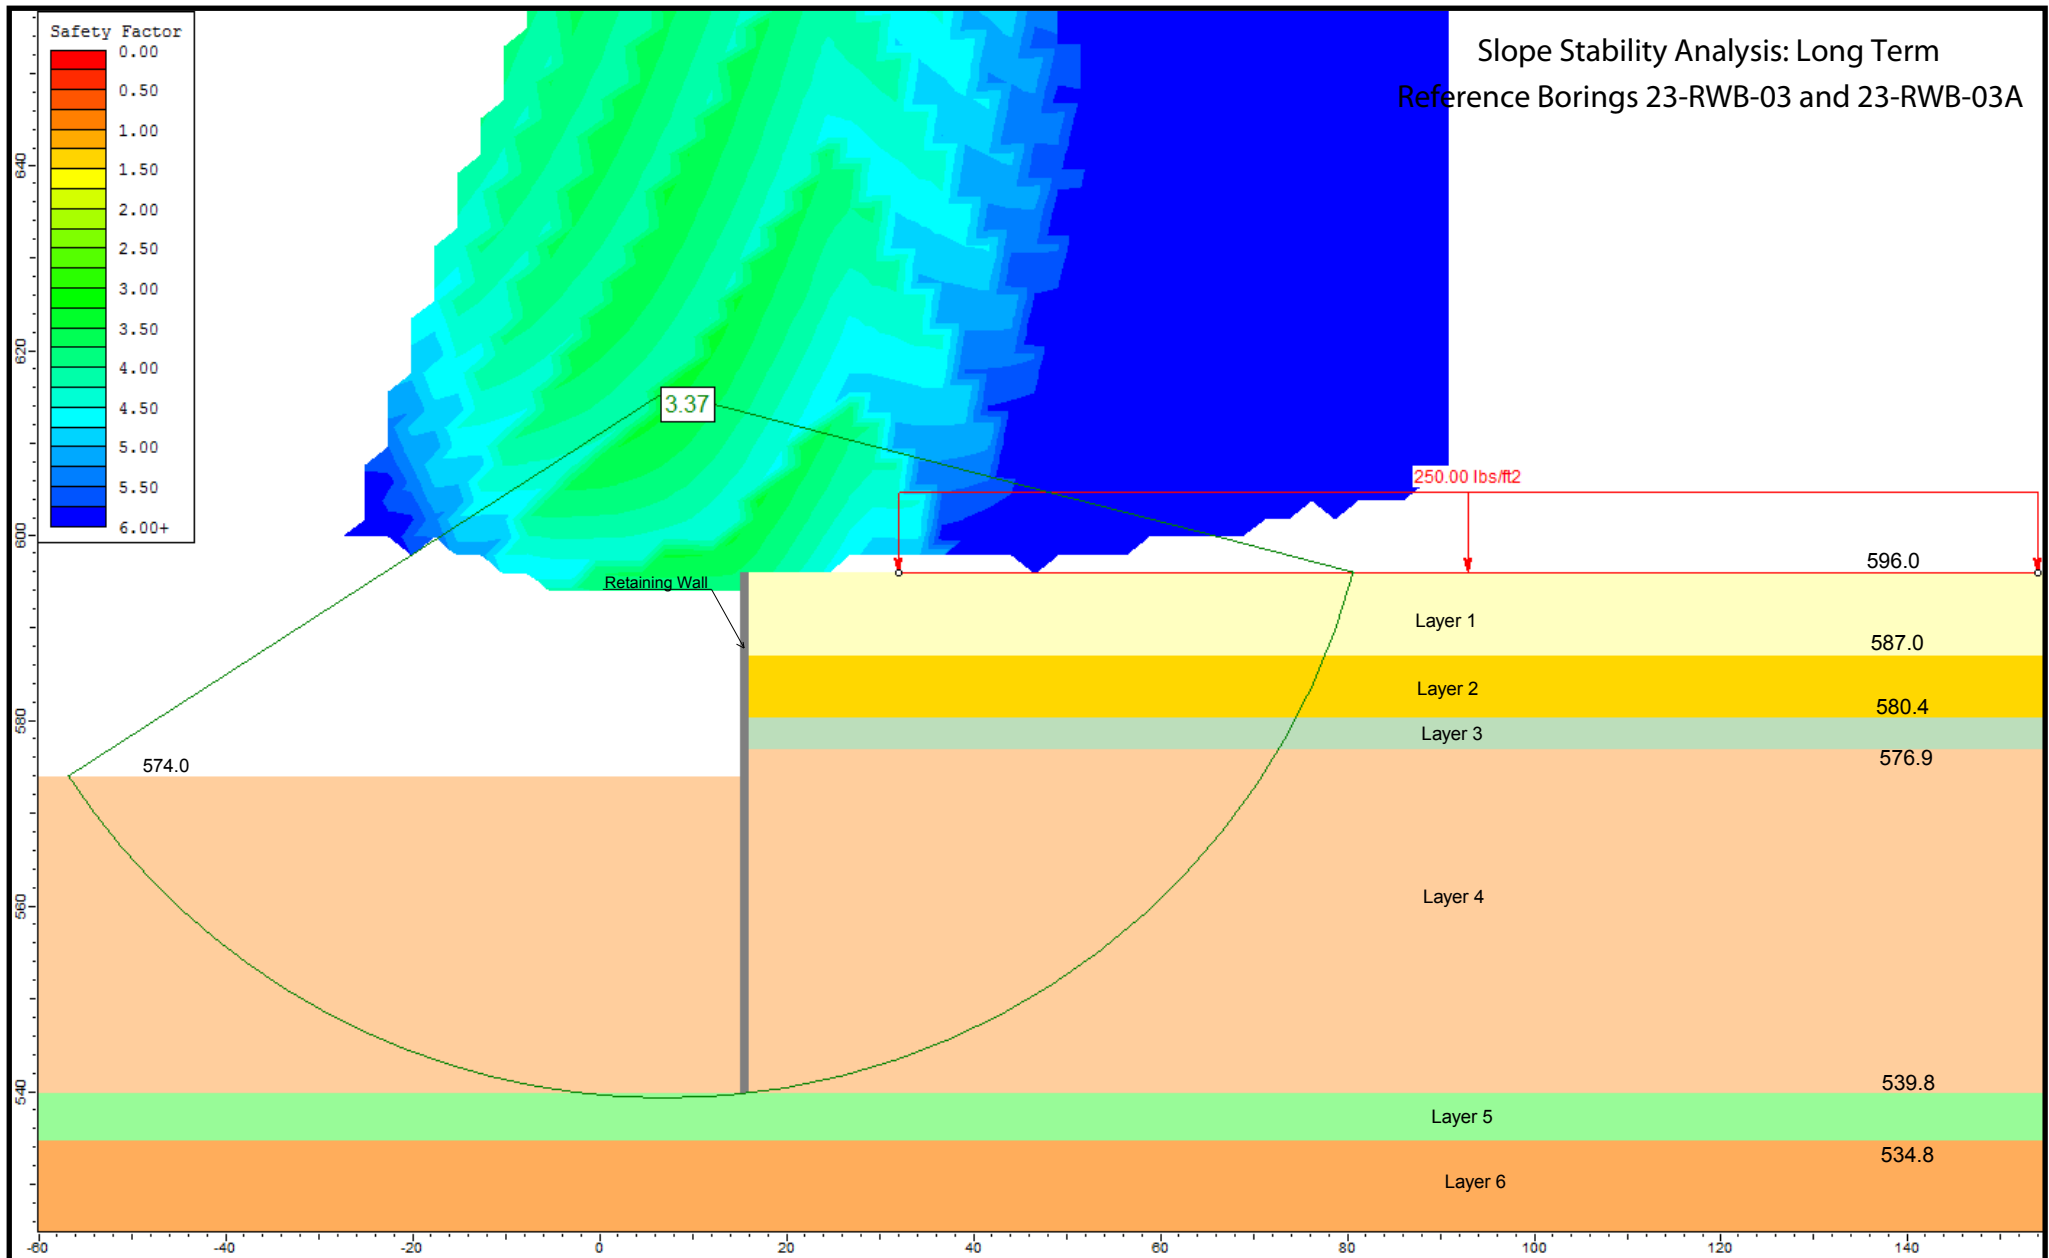 Safety Factor
0.00
0.50
1.00
1.50
2.00
2.50
3.00
3.50
4.00
4.50
5.00
5.50
6.00+
Slope Stability Analysis: Long Term
Reference Borings 23-RWB-03 and 23-RWB-03A
3.37
250.00 lbs/ft2
Retaining Wall
596.0
Layer 1
587.0
Layer 2
580.4
Layer 3
576.9
574.0
Layer 4
539.8
Layer 5
534.8
Layer 6
640
620
600
580
560
540
-60 -40 -20 0 20 40 60 80 100 120 140